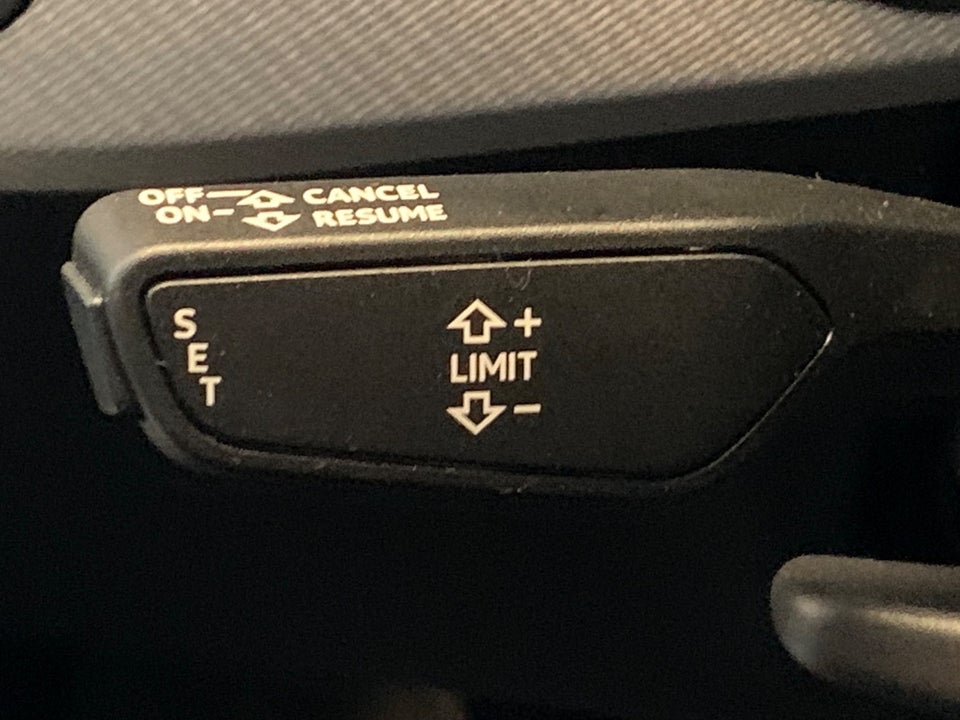 OFF CANCEL
ON RESUME
SET
+
LIMIT
-